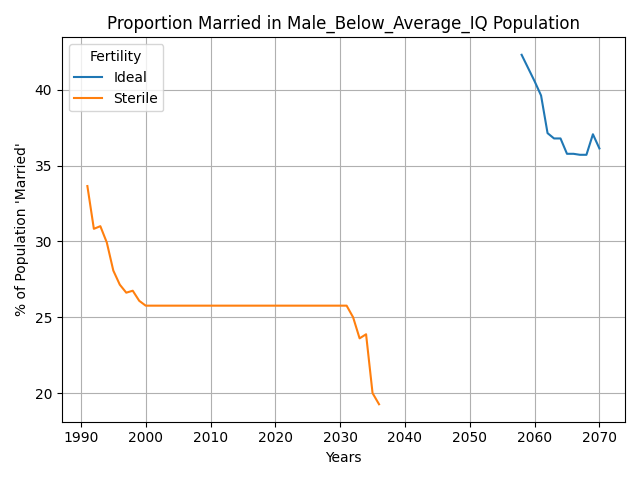 Proportion Married in Male_Below_Average_IQ Population
Fertility
Ideal
Sterile
% of Population 'Married'
40
35
30
25
20
1990 2000 2010 2020 2030 2040 2050 2060 2070
Years